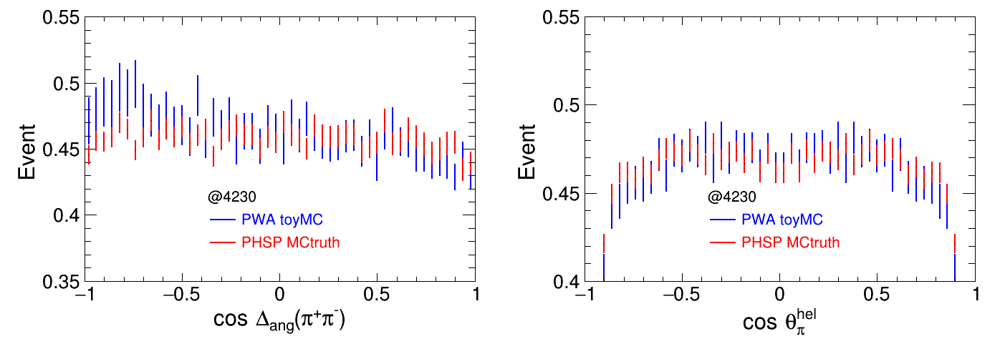 0.55
0.5
0.45
0.4
0.35
Event
@4230
PWA toyMC
PHSP MCtruth
−1
−0.5
0
0.5
1
cos Δang(π+π-)
0.55
0.5
0.45
0.4
Event
@4230
PWA toyMC
PHSP MCtruth
−1
−0.5
0
0.5
1
cos θπhel